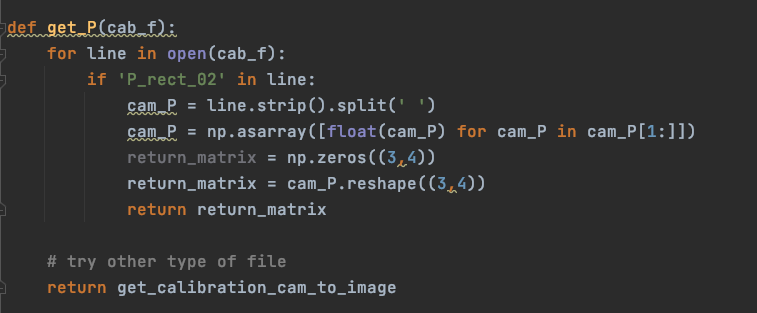 def get_P(cab_f):
    for line in open(cab_f):
        if 'P_rect_02' in line:
            cam_P = line.strip().split(' ')
            cam_P = np.asarray([float(cam_P) for cam_P in cam_P[1:]])
            return_matrix = np.zeros((3,4))
            return_matrix = cam_P.reshape((3,4))
            return return_matrix

    # try other type of file
    return get_calibration_cam_to_image